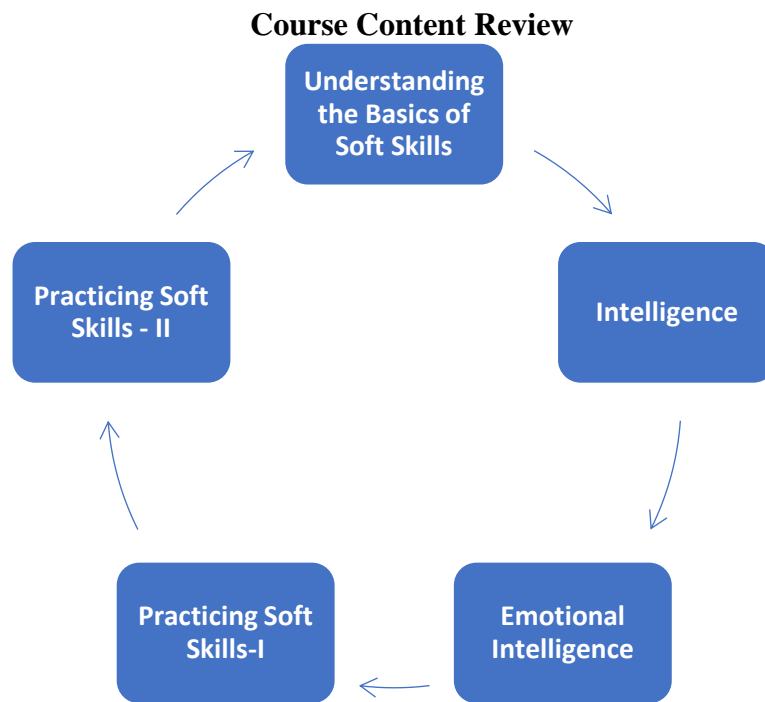 Course Content Review
Understanding
the Basics of
Soft Skills
Intelligence
Emotional
Intelligence
Practicing Soft
Skills-I
Practicing Soft
Skills - II